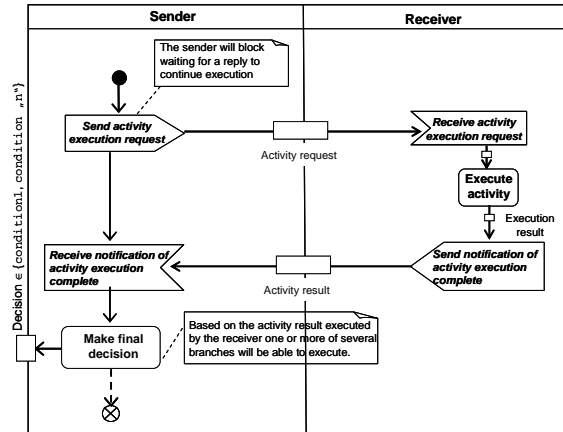 Sender
Receiver
The sender will block
waiting for a reply to
continue execution
Send activity
execution request
Receive activity
execution request
Activity request
Execute
activity
Execution
result
Receive notification of
activity execution
complete
Send notification of
activity execution
complete
Activity result
Decision ∈ {condition1, condition „n“}
Make final
decision
Based on the activity result executed
by the receiver one or more of several
branches will be able to execute.